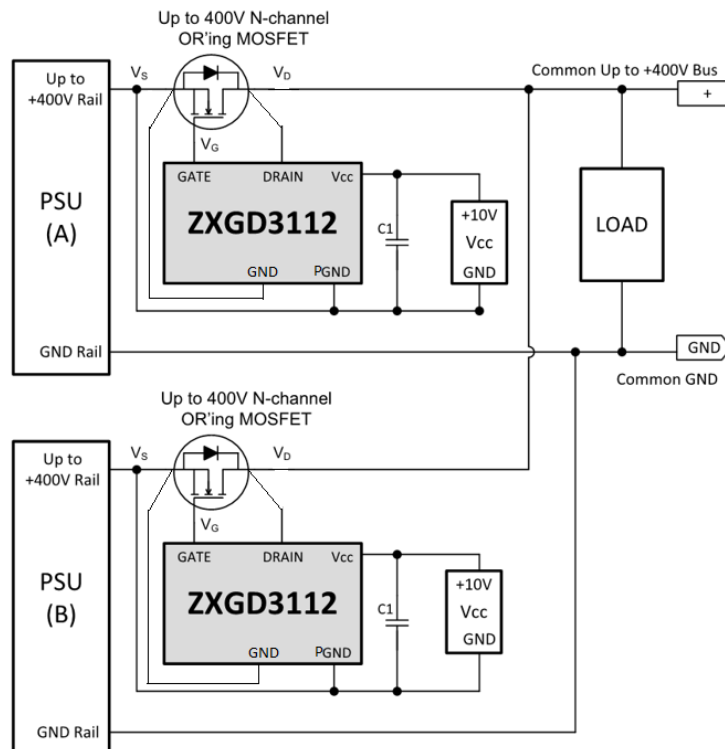 Up to 400V N-channel
OR'ing MOSFET
Up to
+400V Rail
VS
VD
Common Up to +400V Bus
+
VG
GATE
DRAIN
Vcc
PSU
(A)
ZXGD3112
C1
+10V
Vcc
GND
LOAD
GND
PGND
GND Rail
GND
Common GND
Up to 400V N-channel
OR'ing MOSFET
Up to
+400V Rail
VS
VD
VG
GATE
DRAIN
Vcc
PSU
(B)
ZXGD3112
C1
+10V
Vcc
GND
GND
PGND
GND Rail